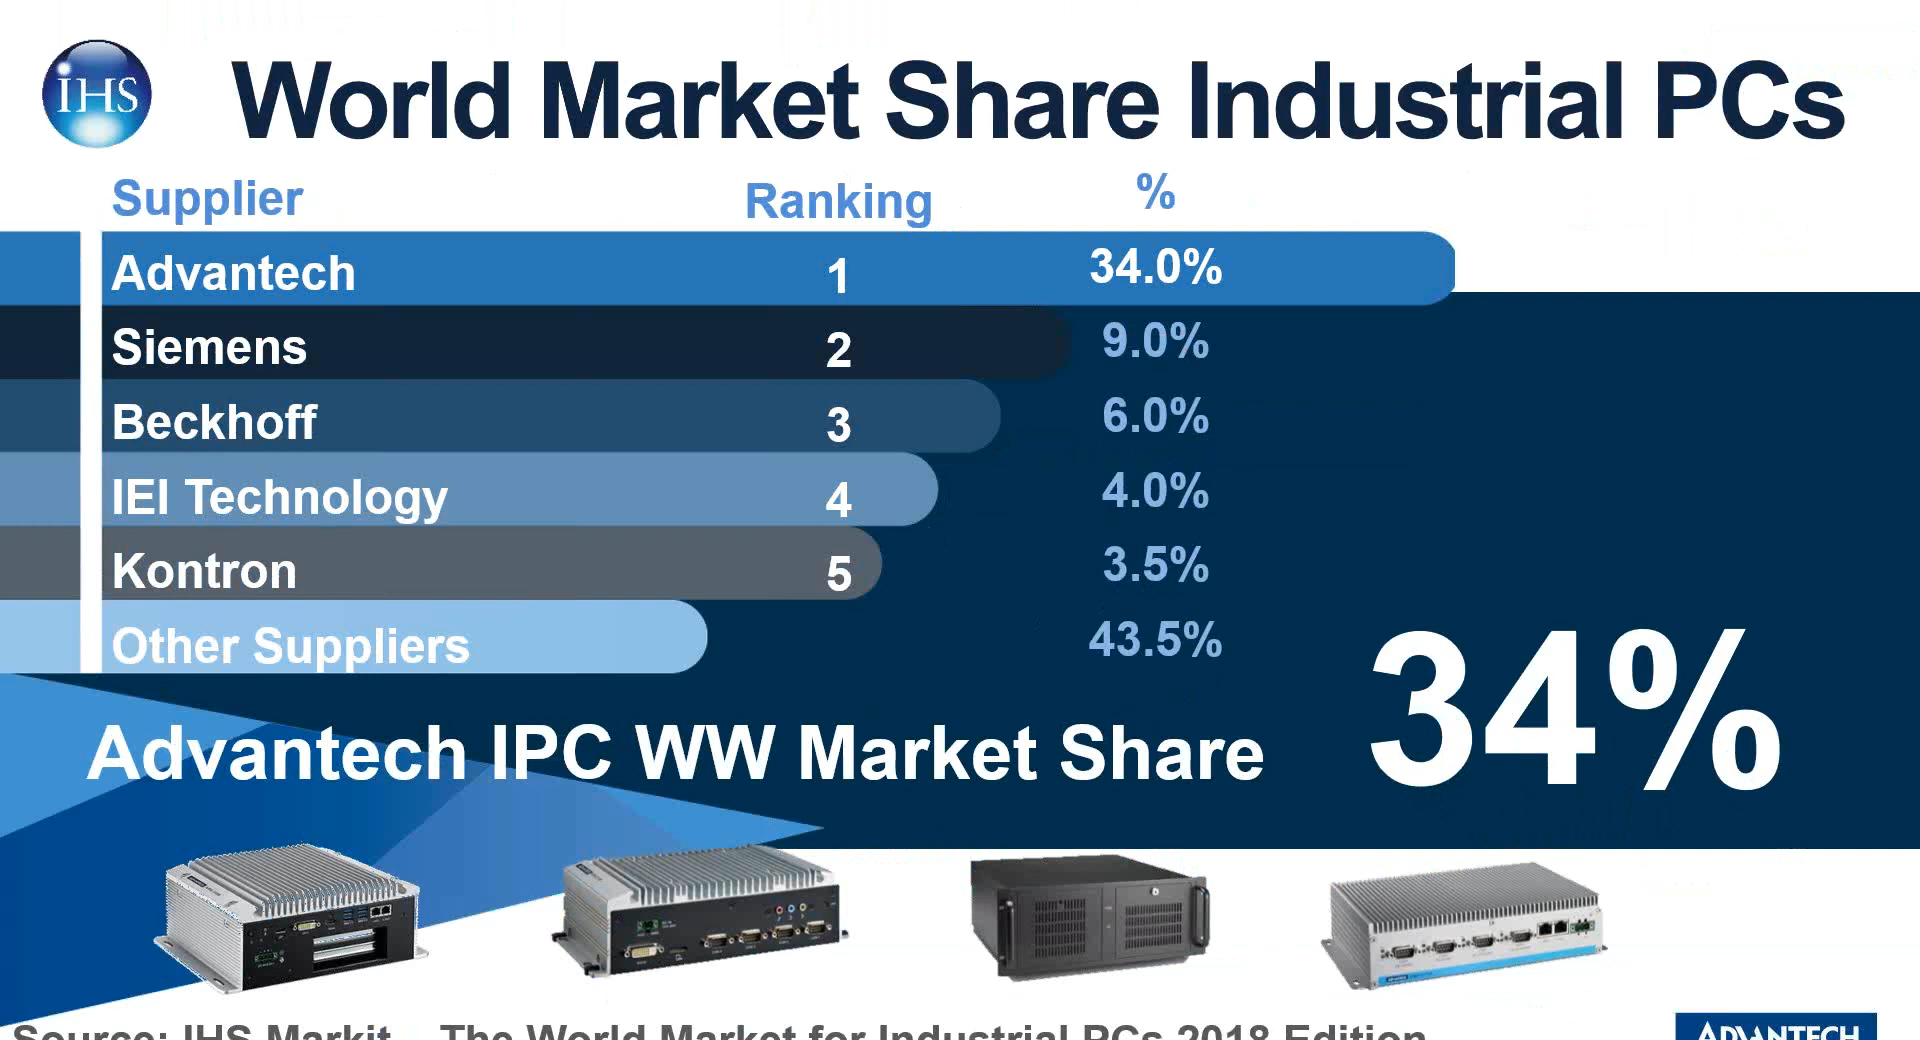 iHS
World Market Share Industrial PCs
Supplier Ranking %
Advantech 1 34.0%
Siemens 2 9.0%
Beckhoff 3 6.0%
IEI Technology 4 4.0%
Kontron 5 3.5%
Other Suppliers 43.5%
Advantech IPC WW Market Share 34%
Source: IHS Markit – The World Market for Industrial PCs 2018 Edition
ADVANTECH